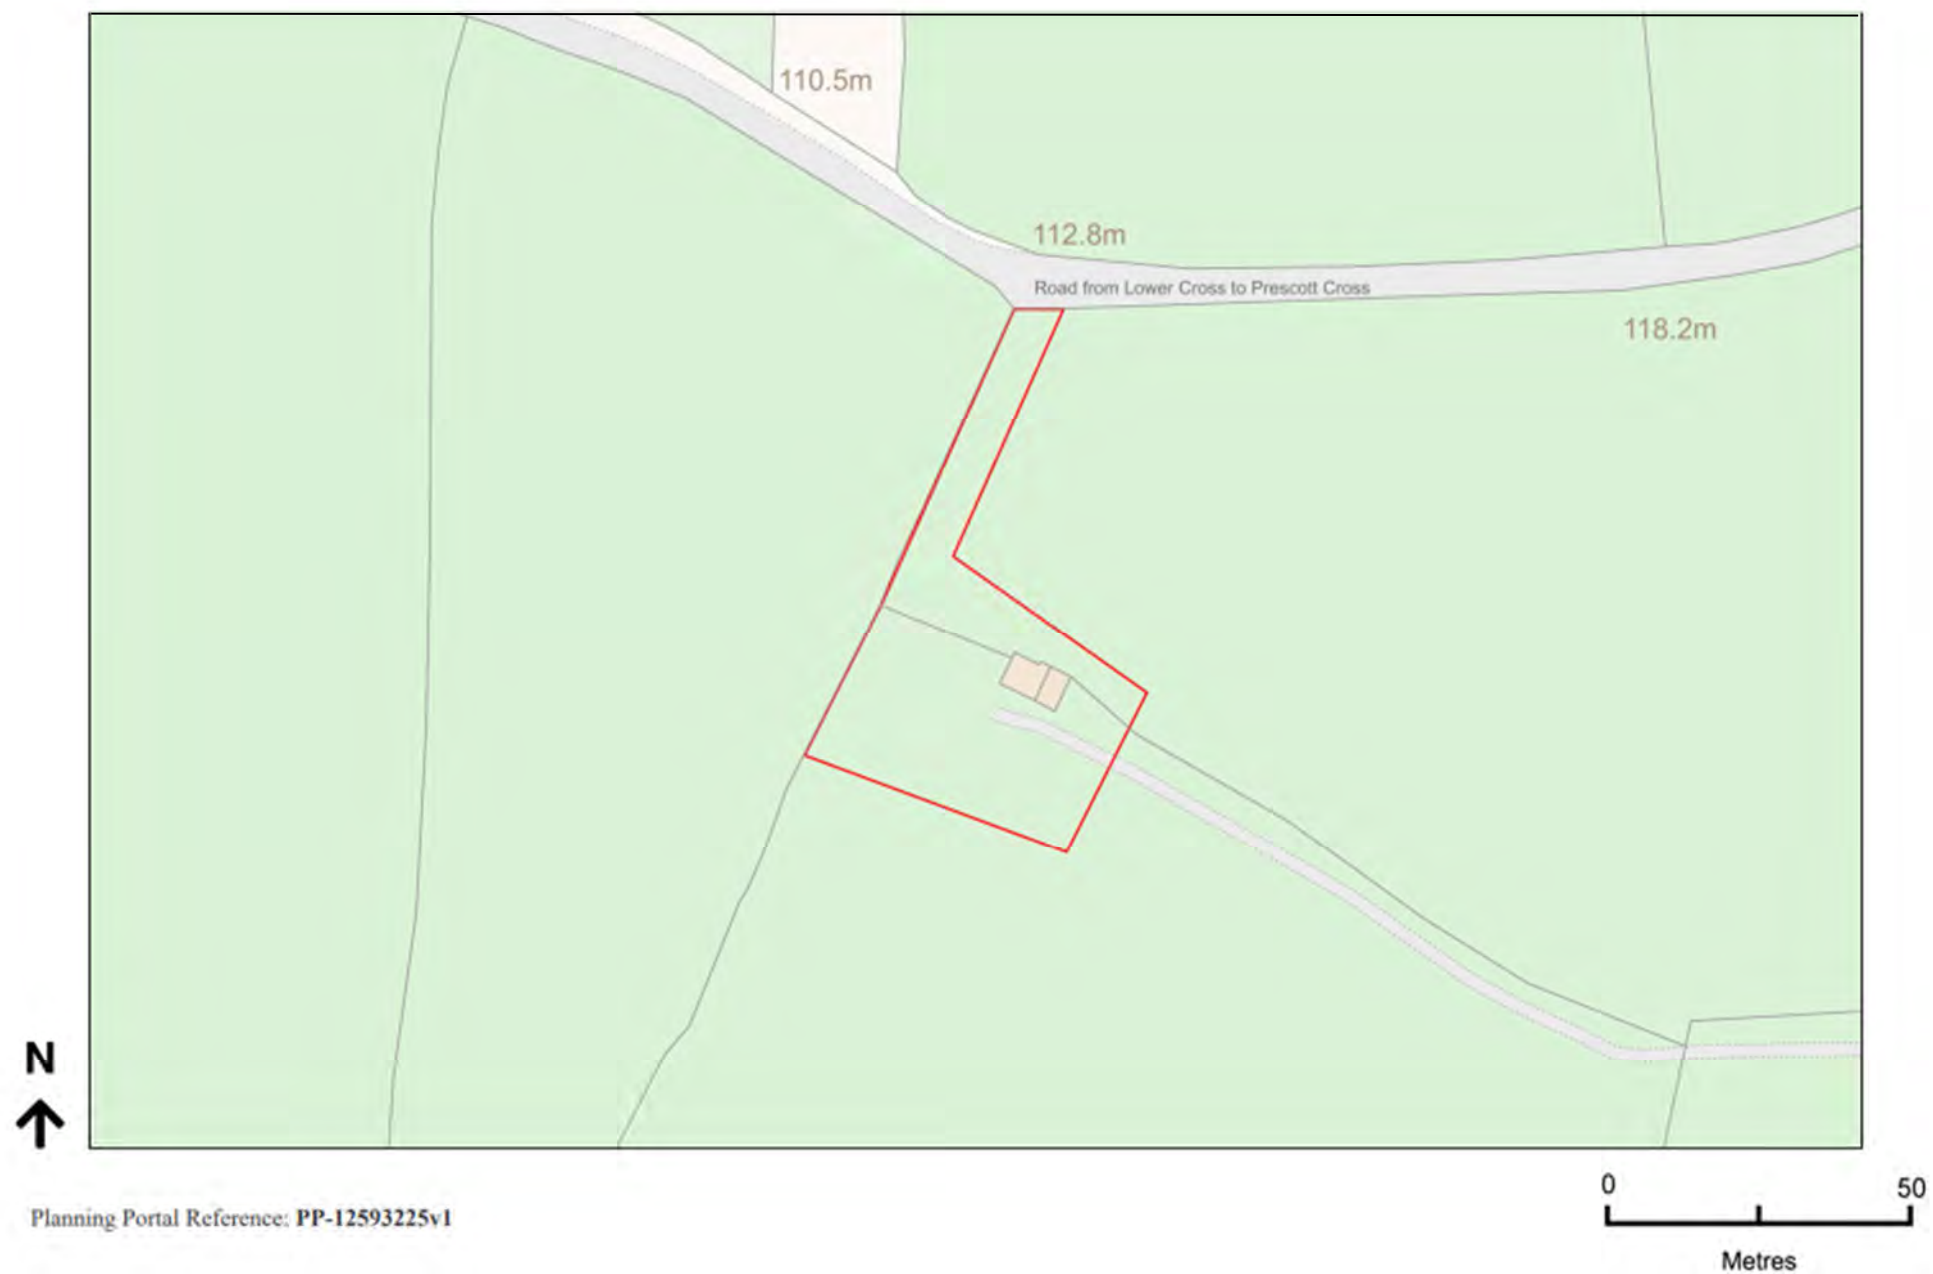 110.5m
112.8m
Road from Lower Cross to Prescott Cross
118.2m
N
0 50
Metres
Planning Portal Reference: PP-12593225v1